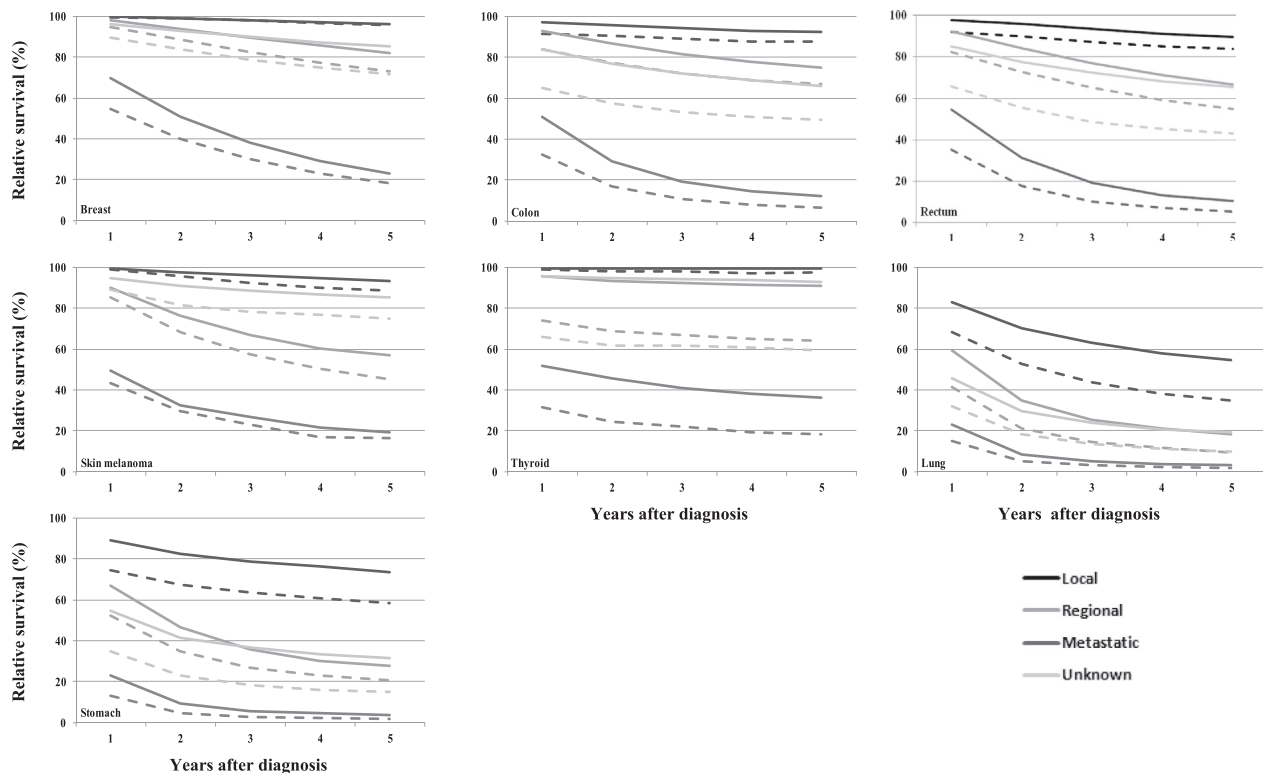 Relative survival (%)
100
80
60
40
20
0
Breast
1 2 3 4 5
100
80
60
40
20
0
Colon
1 2 3 4 5
100
80
60
40
20
0
Rectum
1 2 3 4 5
Relative survival (%)
100
80
60
40
20
0
Skin melanoma
1 2 3 4 5
100
80
60
40
20
0
Thyroid
1 2 3 4 5
Years after diagnosis
100
80
60
40
20
0
Lung
1 2 3 4 5
Years after diagnosis
Relative survival (%)
100
80
60
40
20
0
Stomach
1 2 3 4 5
Years after diagnosis
Local
Regional
Metastatic
Unknown